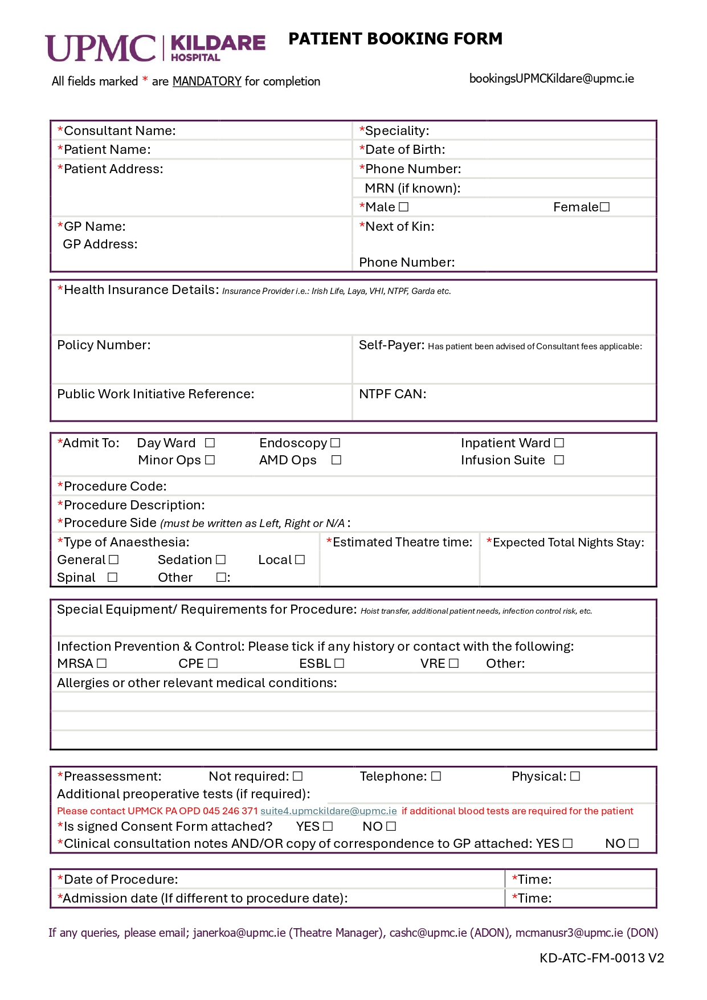 UPMC KILDARE HOSPITAL
PATIENT BOOKING FORM
All fields marked * are MANDATORY for completion
bookingsUPMCKildare@upmc.ie
*Consultant Name:
*Speciality:
*Patient Name:
*Date of Birth:
*Patient Address:
*Phone Number:
MRN (if known):
*Male ☐ Female☐
*GP Name:
GP Address:
*Next of Kin:
Phone Number:
*Health Insurance Details: Insurance Provider i.e.: Irish Life, Laya, VHI, NTPF, Garda etc.
Policy Number:
Self-Payer: Has patient been advised of Consultant fees applicable:
Public Work Initiative Reference:
NTPF CAN:
*Admit To: Day Ward ☐ Endoscopy ☐ Inpatient Ward ☐
Minor Ops ☐ AMD Ops ☐ Infusion Suite ☐
*Procedure Code:
*Procedure Description:
*Procedure Side (must be written as Left, Right or N/A :
*Type of Anaesthesia:
General ☐ Sedation ☐ Local ☐
Spinal ☐ Other ☐:
*Estimated Theatre time:
*Expected Total Nights Stay:
Special Equipment/ Requirements for Procedure: Hoist transfer, additional patient needs, infection control risk, etc.
Infection Prevention & Control: Please tick if any history or contact with the following:
MRSA ☐ CPE ☐ ESBL ☐ VRE ☐ Other:
Allergies or other relevant medical conditions:
*Preassessment: Not required: ☐ Telephone: ☐ Physical: ☐
Additional preoperative tests (if required):
Please contact UPMCK PA OPD 045 246 371 suite4.upmckildare@upmc.ie if additional blood tests are required for the patient
*Is signed Consent Form attached? YES ☐ NO ☐
*Clinical consultation notes AND/OR copy of correspondence to GP attached: YES ☐ NO ☐
*Date of Procedure:
*Time:
*Admission date (If different to procedure date):
*Time:
If any queries, please email; janerkoa@upmc.ie (Theatre Manager), cashc@upmc.ie (ADON), mcmanusr3@upmc.ie (DON)
KD-ATC-FM-0013 V2